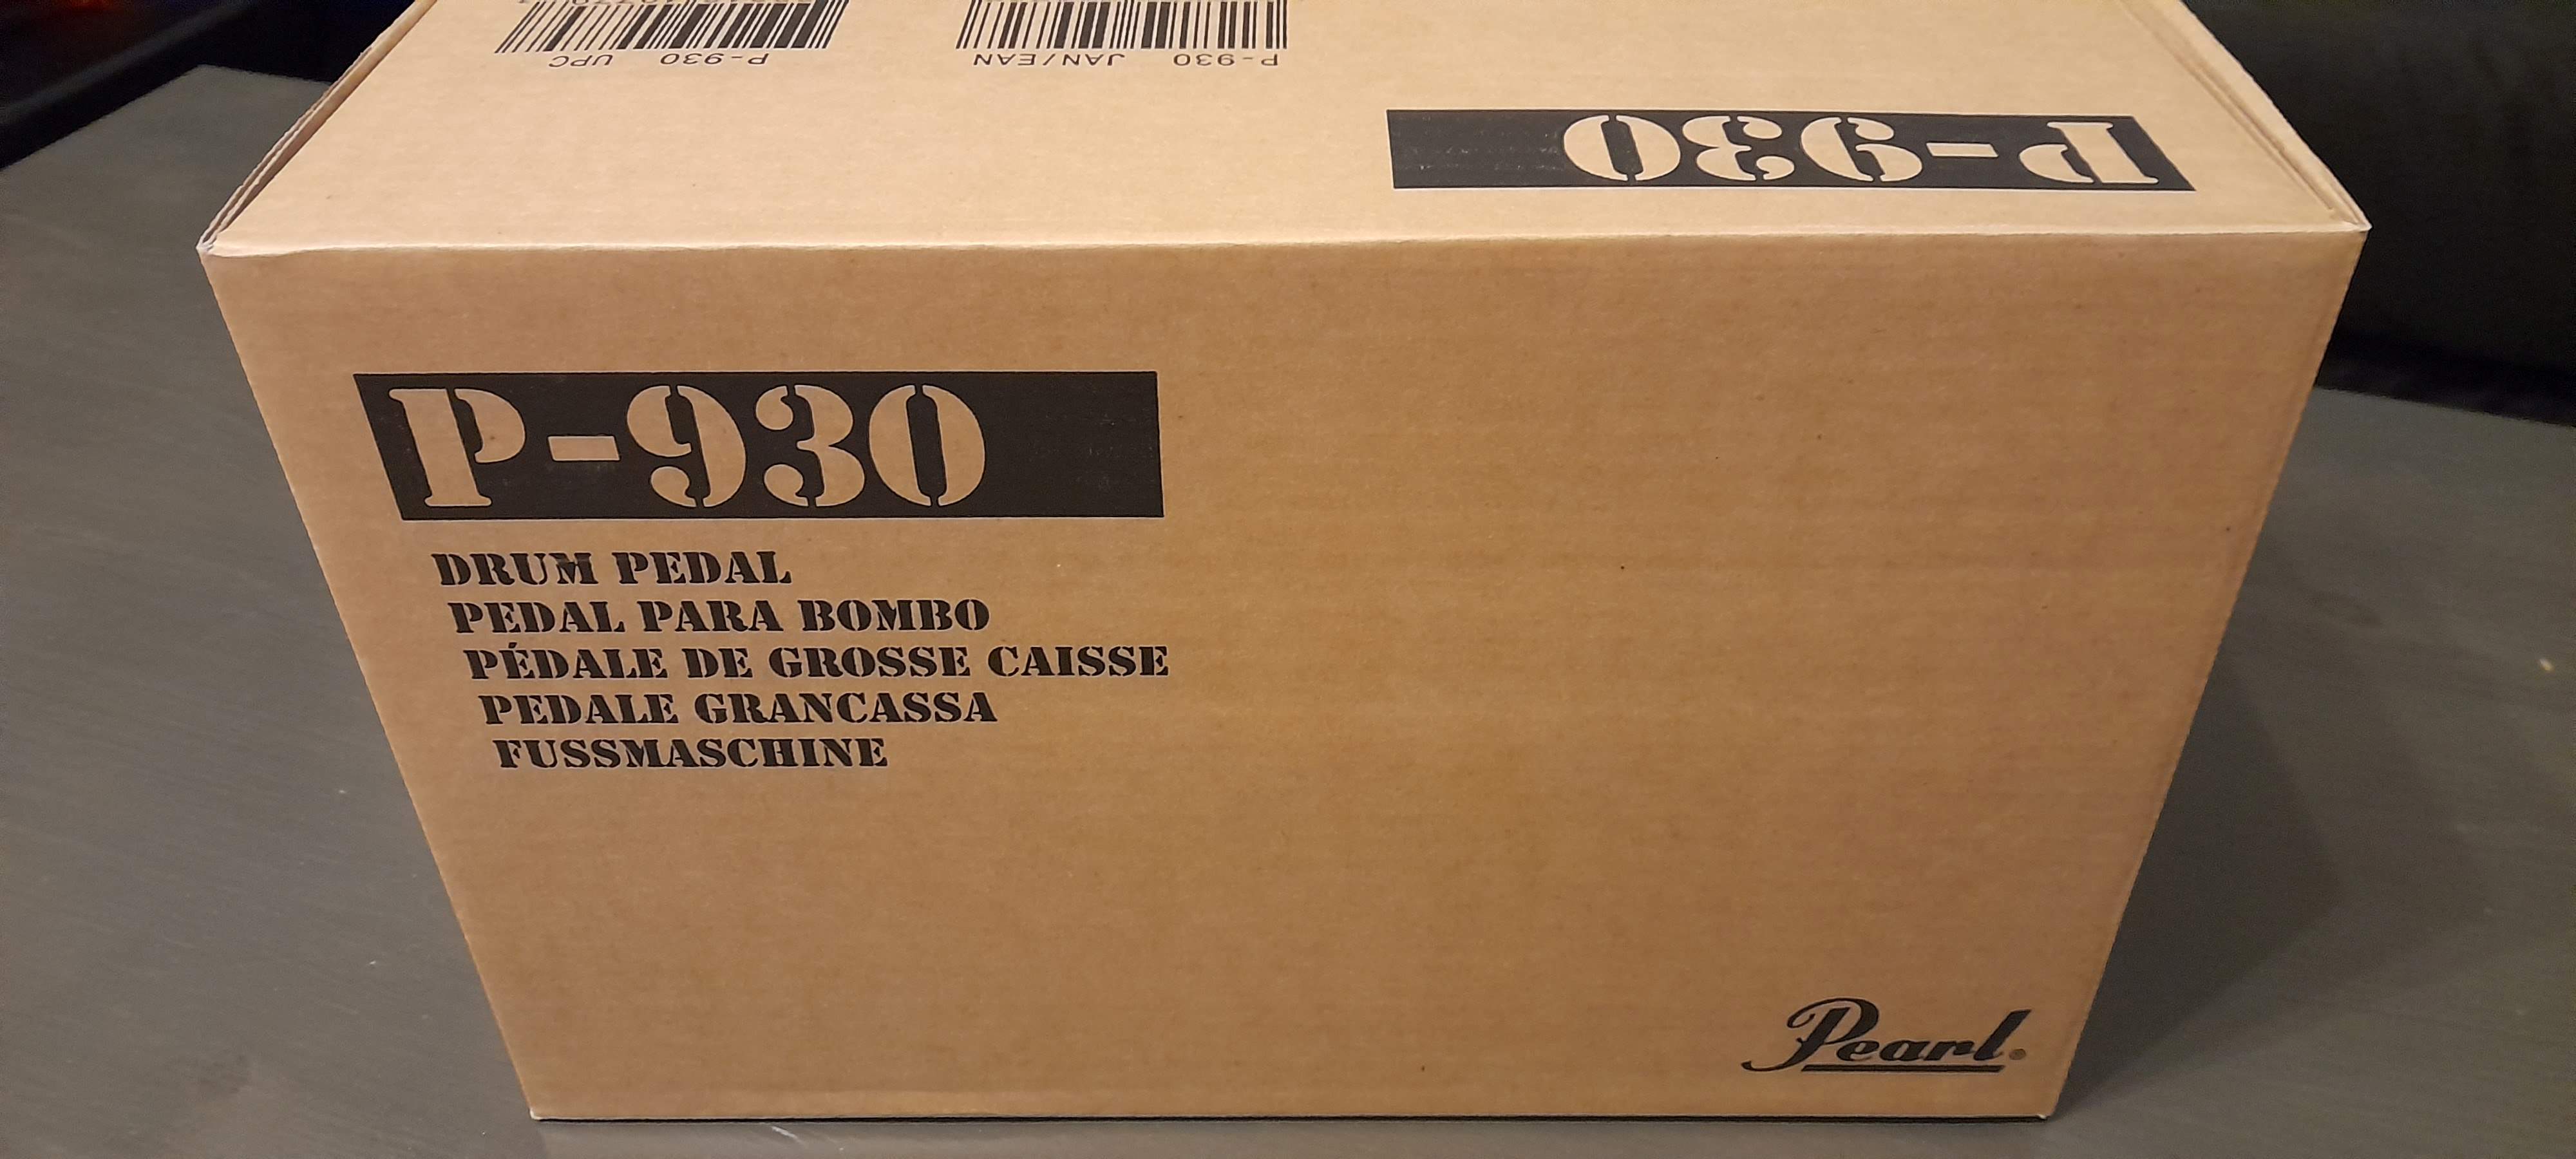 P-930 UPC
P-930 JAN/EAN
P-930
P-930
DRUM PEDAL
PEDAL PARA BOMBO
PÉDALE DE GROSSE CAISSE
PEDALE GRANCASSA
FUSSMASCHINE
Pearl®